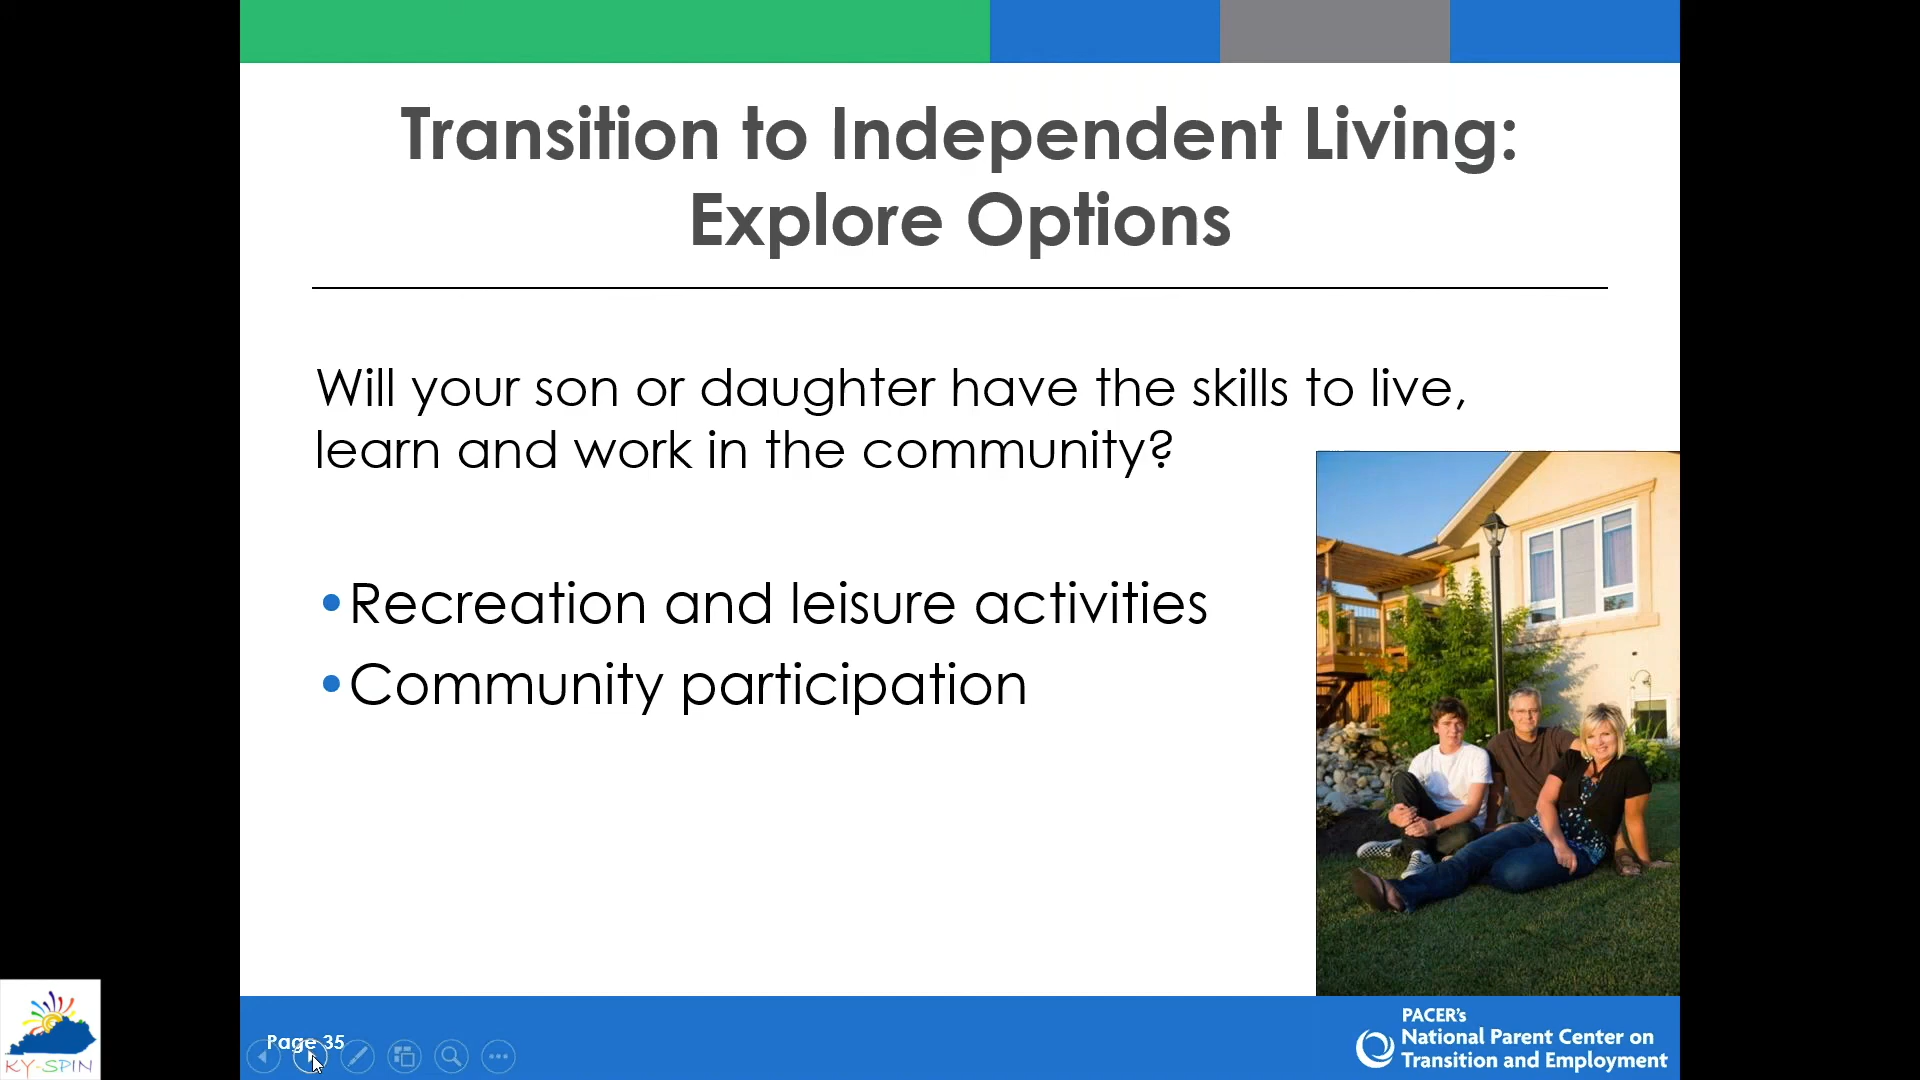 Transition to Independent Living:
Explore Options
Will your son or daughter have the skills to live,
learn and work in the community?
•Recreation and leisure activities
•Community participation
Page 35
PACER's
National Parent Center on
Transition and Employment
KY-SPIN